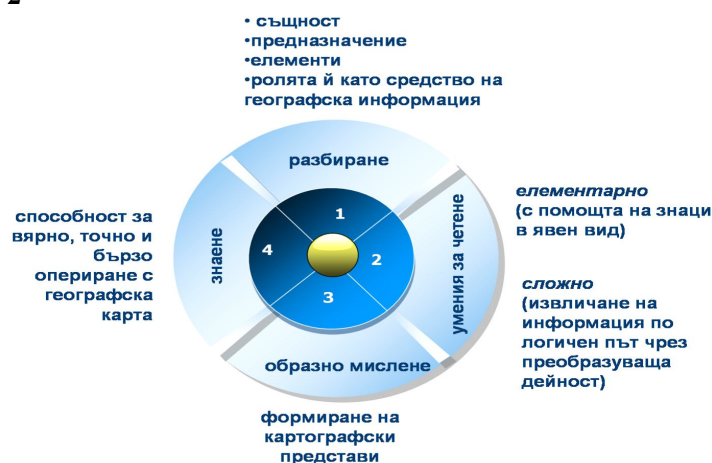 2
• същност
•предназначение
•елементи
•ролята й като средство на
географска информация
разбиране
1
2
3
4
умения за четене
елементарно
(с помощта на знаци
в явен вид)
сложно
(извличане на
информация по
логичен път чрез
преобразуваща
дейност)
образно мислене
формиране на
картографски
представи
знаене
способност за
вярно, точно и
бързо
опериране с
географска
карта